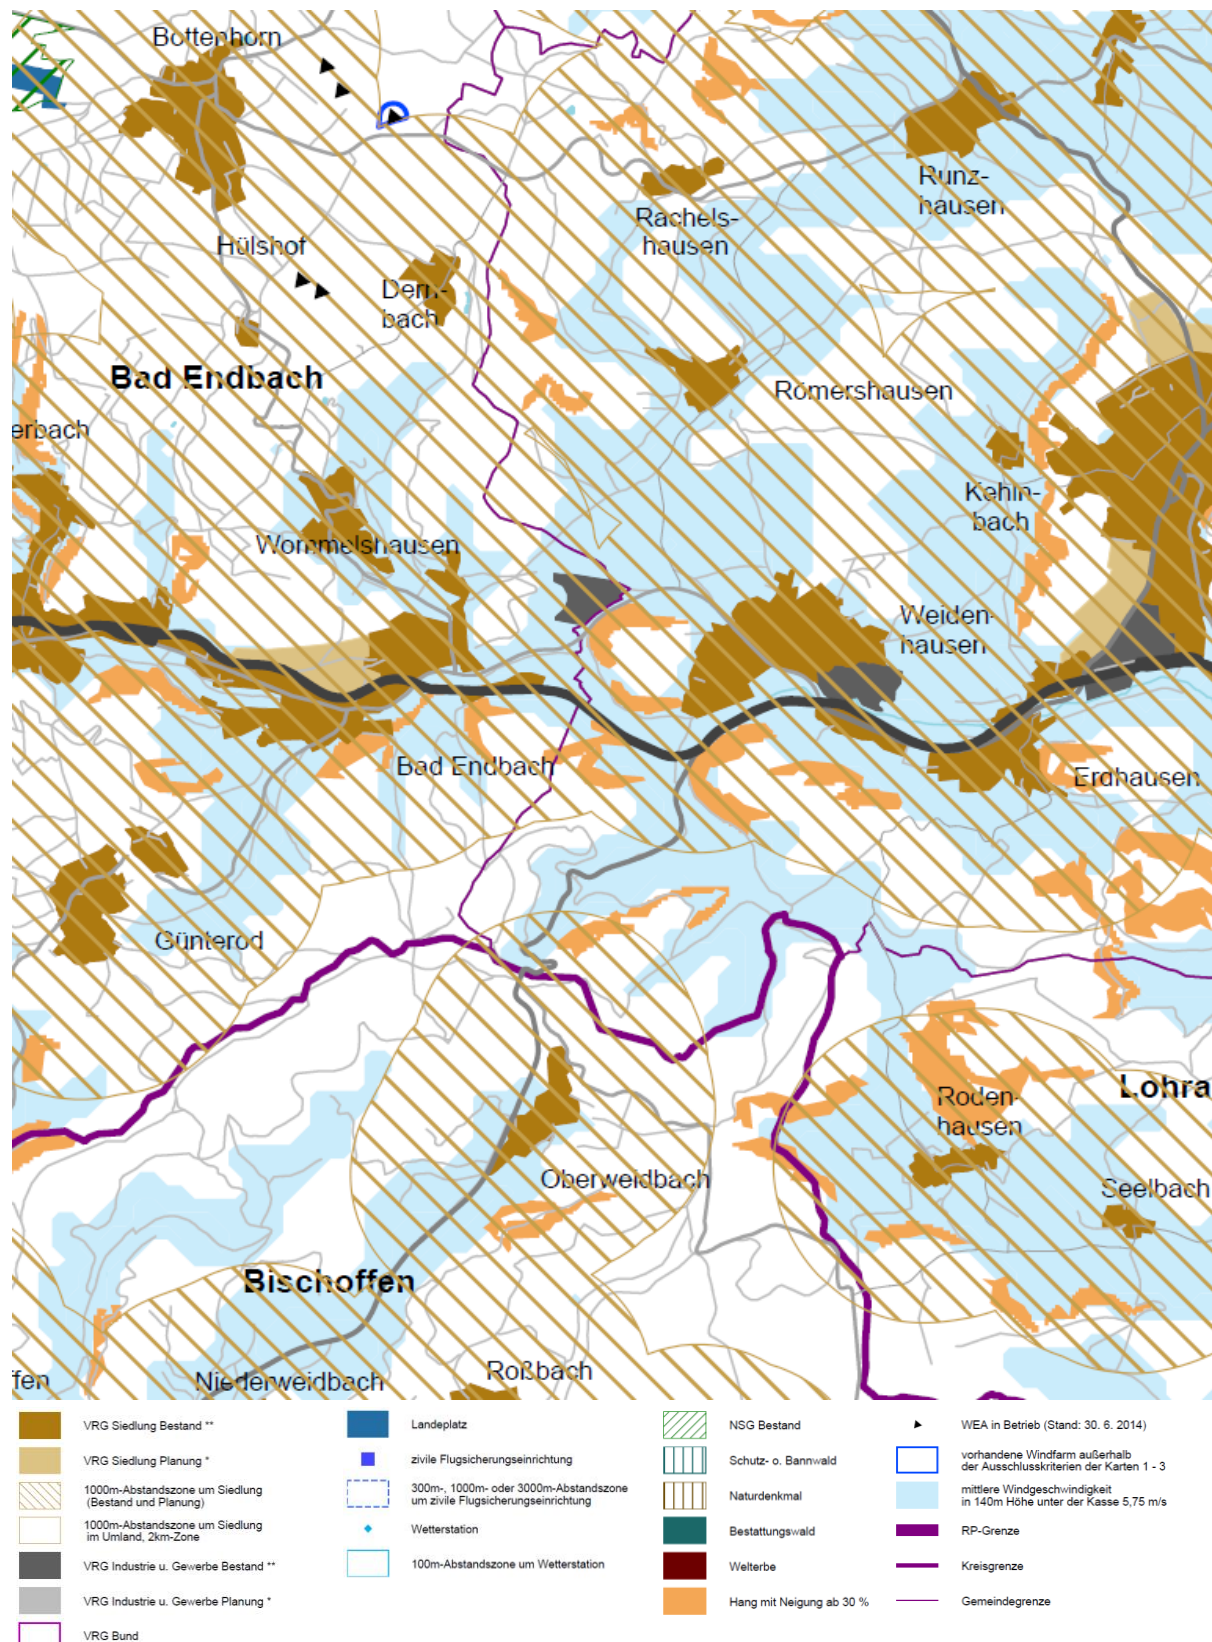 Bottenhorn
Runz-
hausen
Rachels-
hausen
Hülshof
Dern-
bach
Bad Endbach
Römershausen
erbach
Kehln-
bach
Wommelshausen
Weiden-
hausen
Bad Endbach
Erdhausen
Günterod
Lohra
Roden-
hausen
Oberweidbach
Seelbach
Bischoffen
Roßbach
ffen
Niederweidbach
VRG Siedlung Bestand **
VRG Siedlung Planung *
1000m-Abstandszone um Siedlung
(Bestand und Planung)
1000m-Abstandszone um Siedlung
im Umland, 2km-Zone
VRG Industrie u. Gewerbe Bestand **
VRG Industrie u. Gewerbe Planung *
VRG Bund
Landeplatz
zivile Flugsicherungseinrichtung
300m-, 1000m- oder 3000m-Abstandszone
um zivile Flugsicherungseinrichtung
Wetterstation
100m-Abstandszone um Wetterstation
NSG Bestand
Schutz- o. Bannwald
Naturdenkmal
Bestattungswald
Welterbe
Hang mit Neigung ab 30 %
WEA in Betrieb (Stand: 30. 6. 2014)
vorhandene Windfarm außerhalb
der Ausschlusskriterien der Karten 1 - 3
mittlere Windgeschwindigkeit
in 140m Höhe unter der Kasse 5,75 m/s
RP-Grenze
Kreisgrenze
Gemeindegrenze